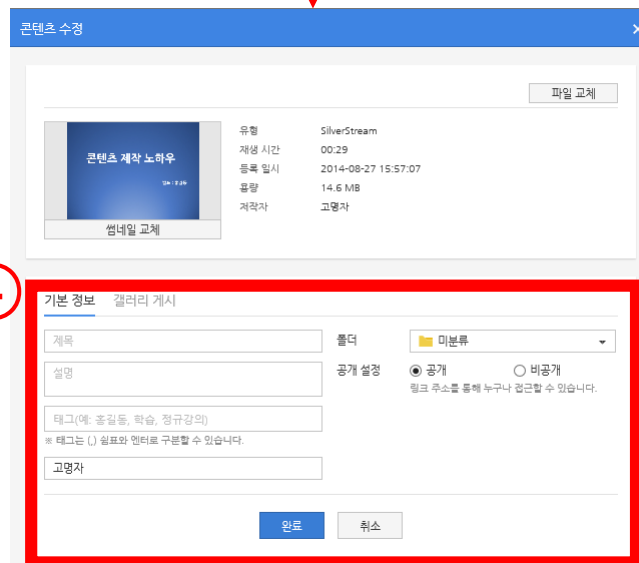 콘텐츠 수정
파일 교체
콘텐츠 제작 노하우
썸네일 교체
유형 SilverStream
재생 시간 00:29
등록 일시 2014-08-27 15:57:07
용량 14.6 MB
저작자 고명자
기본 정보 갤러리 게시
제목
설명
태그(예: 홍길동, 학습, 정규강의)
※ 태그는 (,) 쉼표와 엔터로 구분할 수 있습니다.
고명자
폴더 미분류
공개 설정 공개 비공개
링크 주소를 통해 누구나 접근할 수 있습니다.
완료 취소